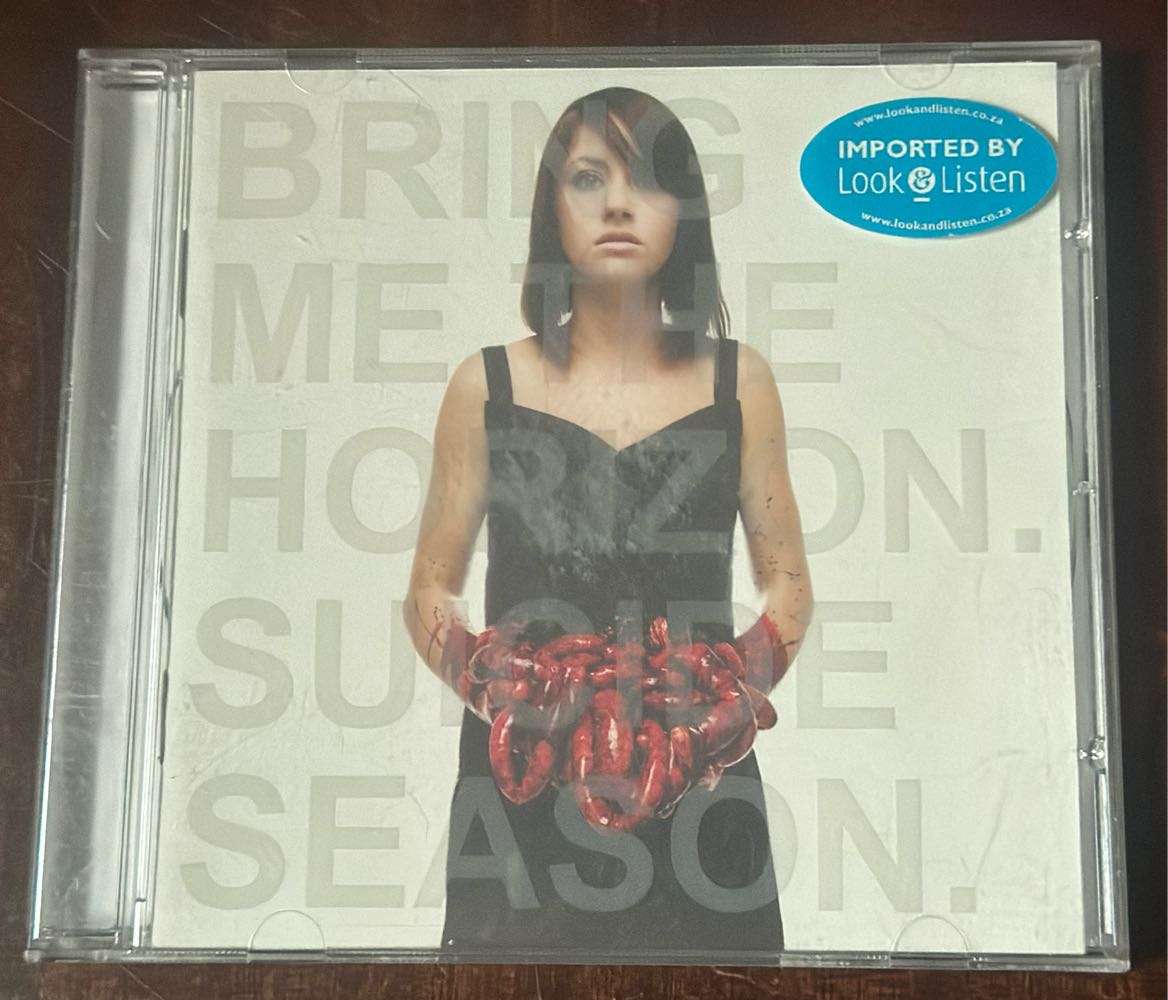 BRING
ME THE
HORIZON.
SUICIDE
SEASON.
www.lookandlisten.co.za
IMPORTED BY
Look & Listen
www.lookandlisten.co.za